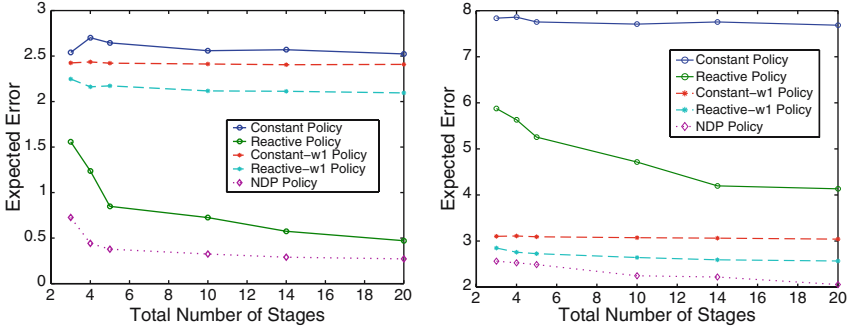 3
2.5
2
1.5
1
0.5
0
Expected Error
Constant Policy
Reactive Policy
Constant-w1 Policy
Reactive-w1 Policy
NDP Policy
2 4 6 8 10 12 14 16 18 20
Total Number of Stages
8
7
6
5
4
3
2
Expected Error
Constant Policy
Reactive Policy
Constant-w1 Policy
Reactive-w1 Policy
NDP Policy
2 4 6 8 10 12 14 16 18 20
Total Number of Stages